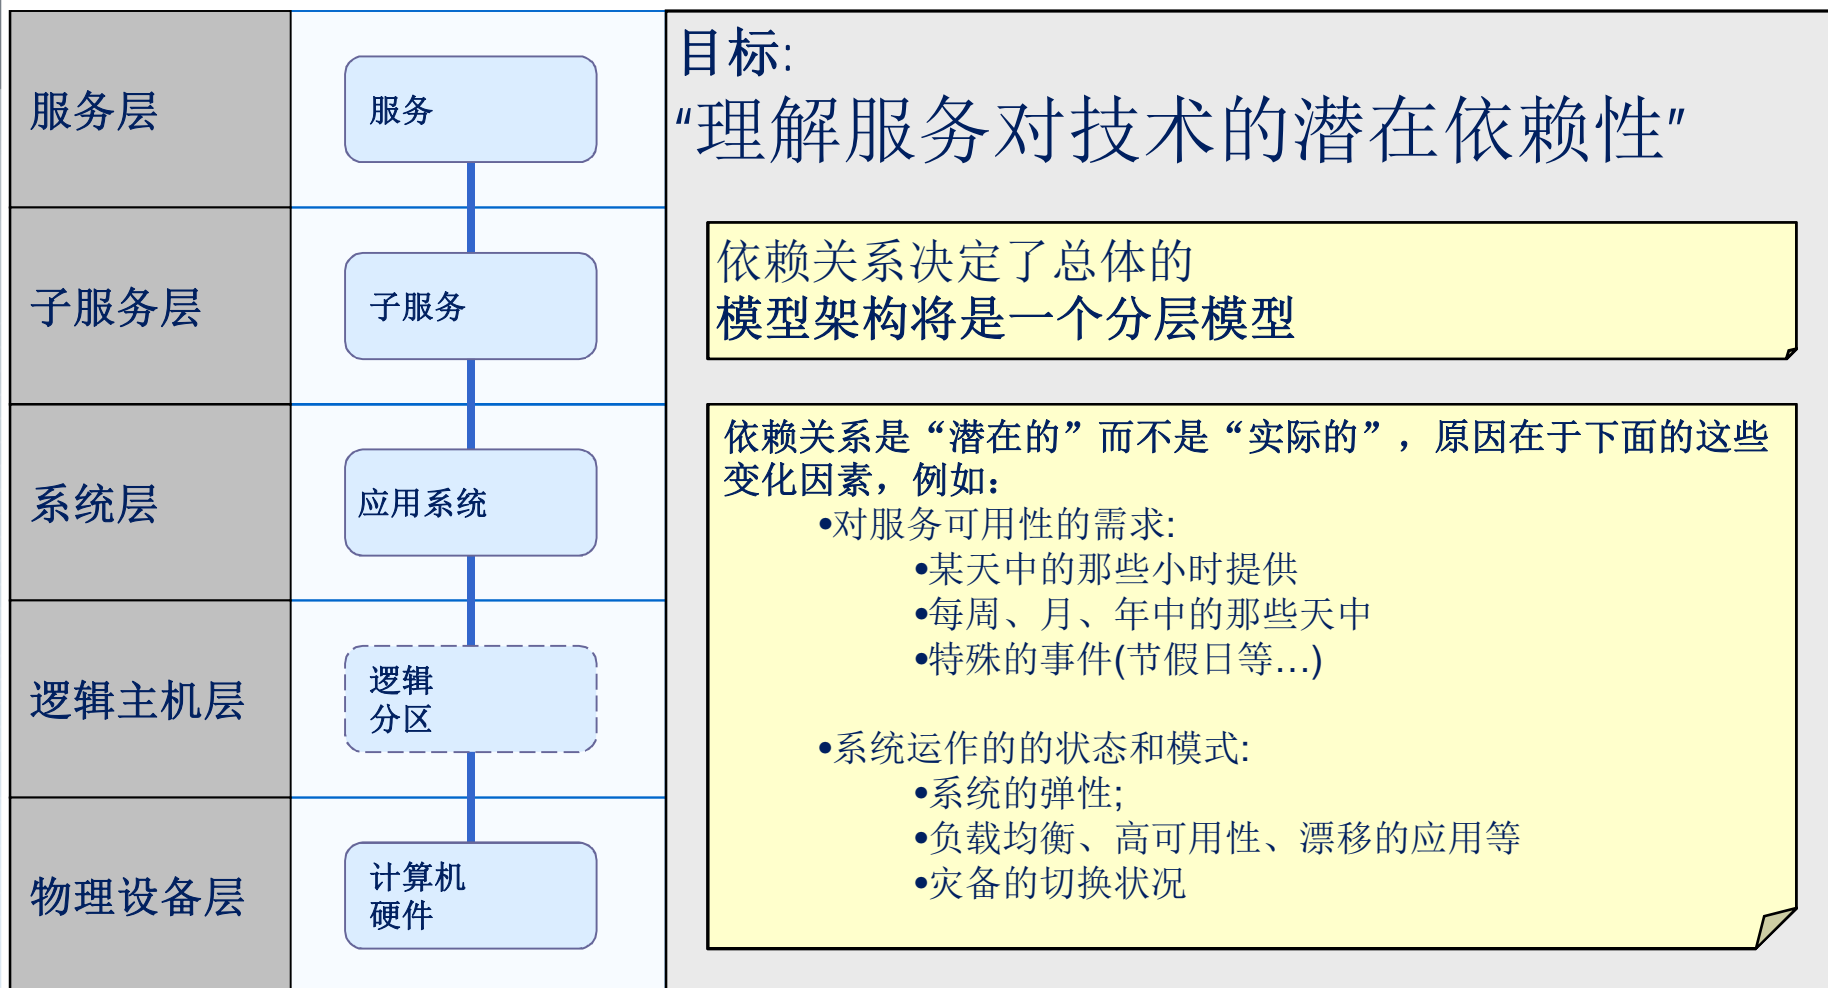 服务层
服务
子服务层
子服务
系统层
应用系统
逻辑主机层
逻辑
分区
物理设备层
计算机
硬件
目标:
“理解服务对技术的潜在依赖性”
依赖关系决定了总体的
模型架构将是一个分层模型
依赖关系是“潜在的”而不是“实际的”，原因在于下面的这些
变化因素，例如：
•对服务可用性的需求:
•某天中的那些小时提供
•每周、月、年中的那些天中
•特殊的事件(节假日等…)
•系统运作的的状态和模式:
•系统的弹性;
•负载均衡、高可用性、漂移的应用等
•灾备的切换状况